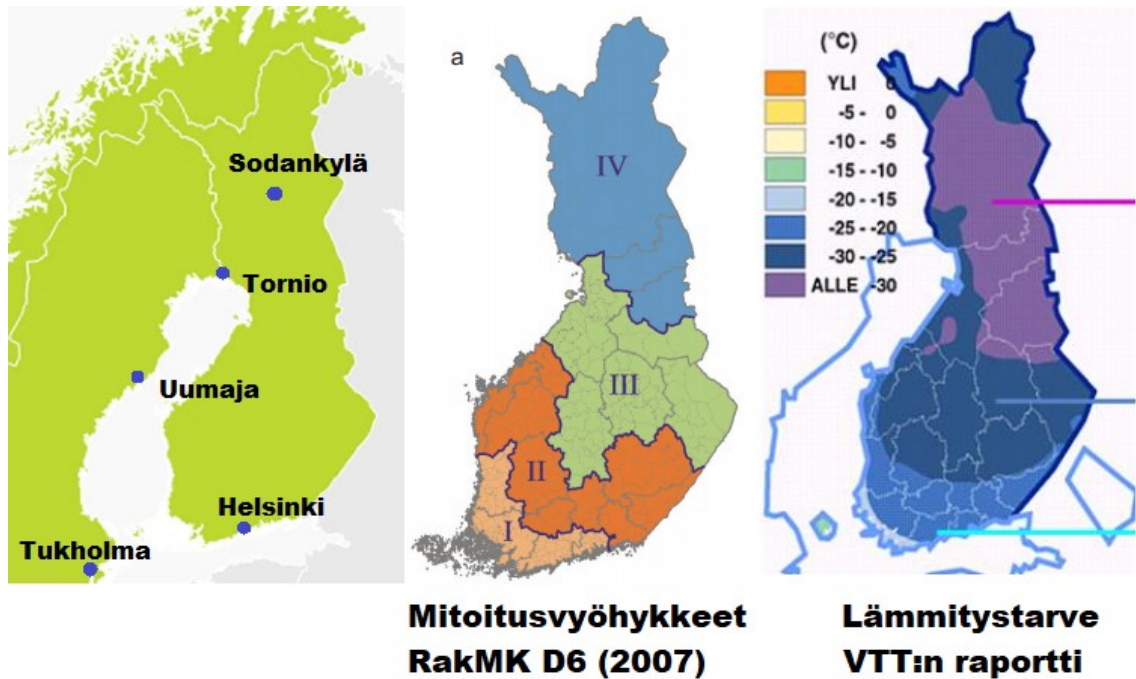 Sodankylä
Tornio
Uumaja
Helsinki
Tukholma
a
IV
III
II
I
Mitoitusvyöhykkeet
RakMK D6 (2007)
(°C)
YLI 0
-5 - 0
-10 - -5
-15 - -10
-20 - -15
-25 - -20
-30 - -25
ALLE -30
Lämmitystarve
VTT:n raportti